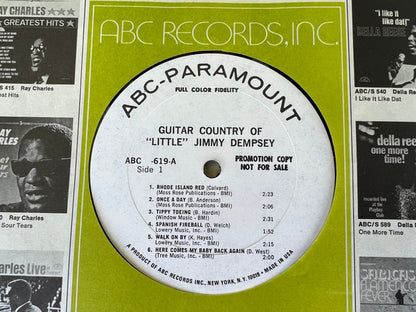 ABC RECORDS, INC.
ABC-PARAMOUNT
FULL COLOR FIDELITY
GUITAR COUNTRY OF
"LITTLE" JIMMY DEMPSEY
ABC -619-A
Side 1
PROMOTION COPY
NOT FOR SALE
1. RHODE ISLAND RED (Calvard)
(Moss Rose Publications - BMI) 2:23
2. ONCE A DAY (B. Anderson)
(Moss Rose Publications - BMI) 2:06
3. TIPPY TOEING (B. Hardin)
(Window Music - BMI) 2:31
4. SPANISH FIREBALL (D. Welch)
(Lowery Music, Inc. - BMI) 1:52
5. WALK ON BY (K. Hayes)
(Lowery Music, Inc. - BMI) 2:15
6. HERE COMES MY BABY BACK AGAIN (D. West)
(Tree Music, Inc. - BMI) 2:00
A PRODUCT OF ABC RECORDS INC, NEW YORK, N.Y. 10019 • MADE IN USA
AY CHARLES
GREATEST HITS
S 415 Ray Charles
est Hits
AY
CHARLES
0 Ray Charles
Sour Tears
arles Live
I like it
like dat!
DELLA REESE
ABC/S 540 Della R
I Like It Like Dat
della ree
one more
time!
ABC/S 589 Della
One More Time
FEVER